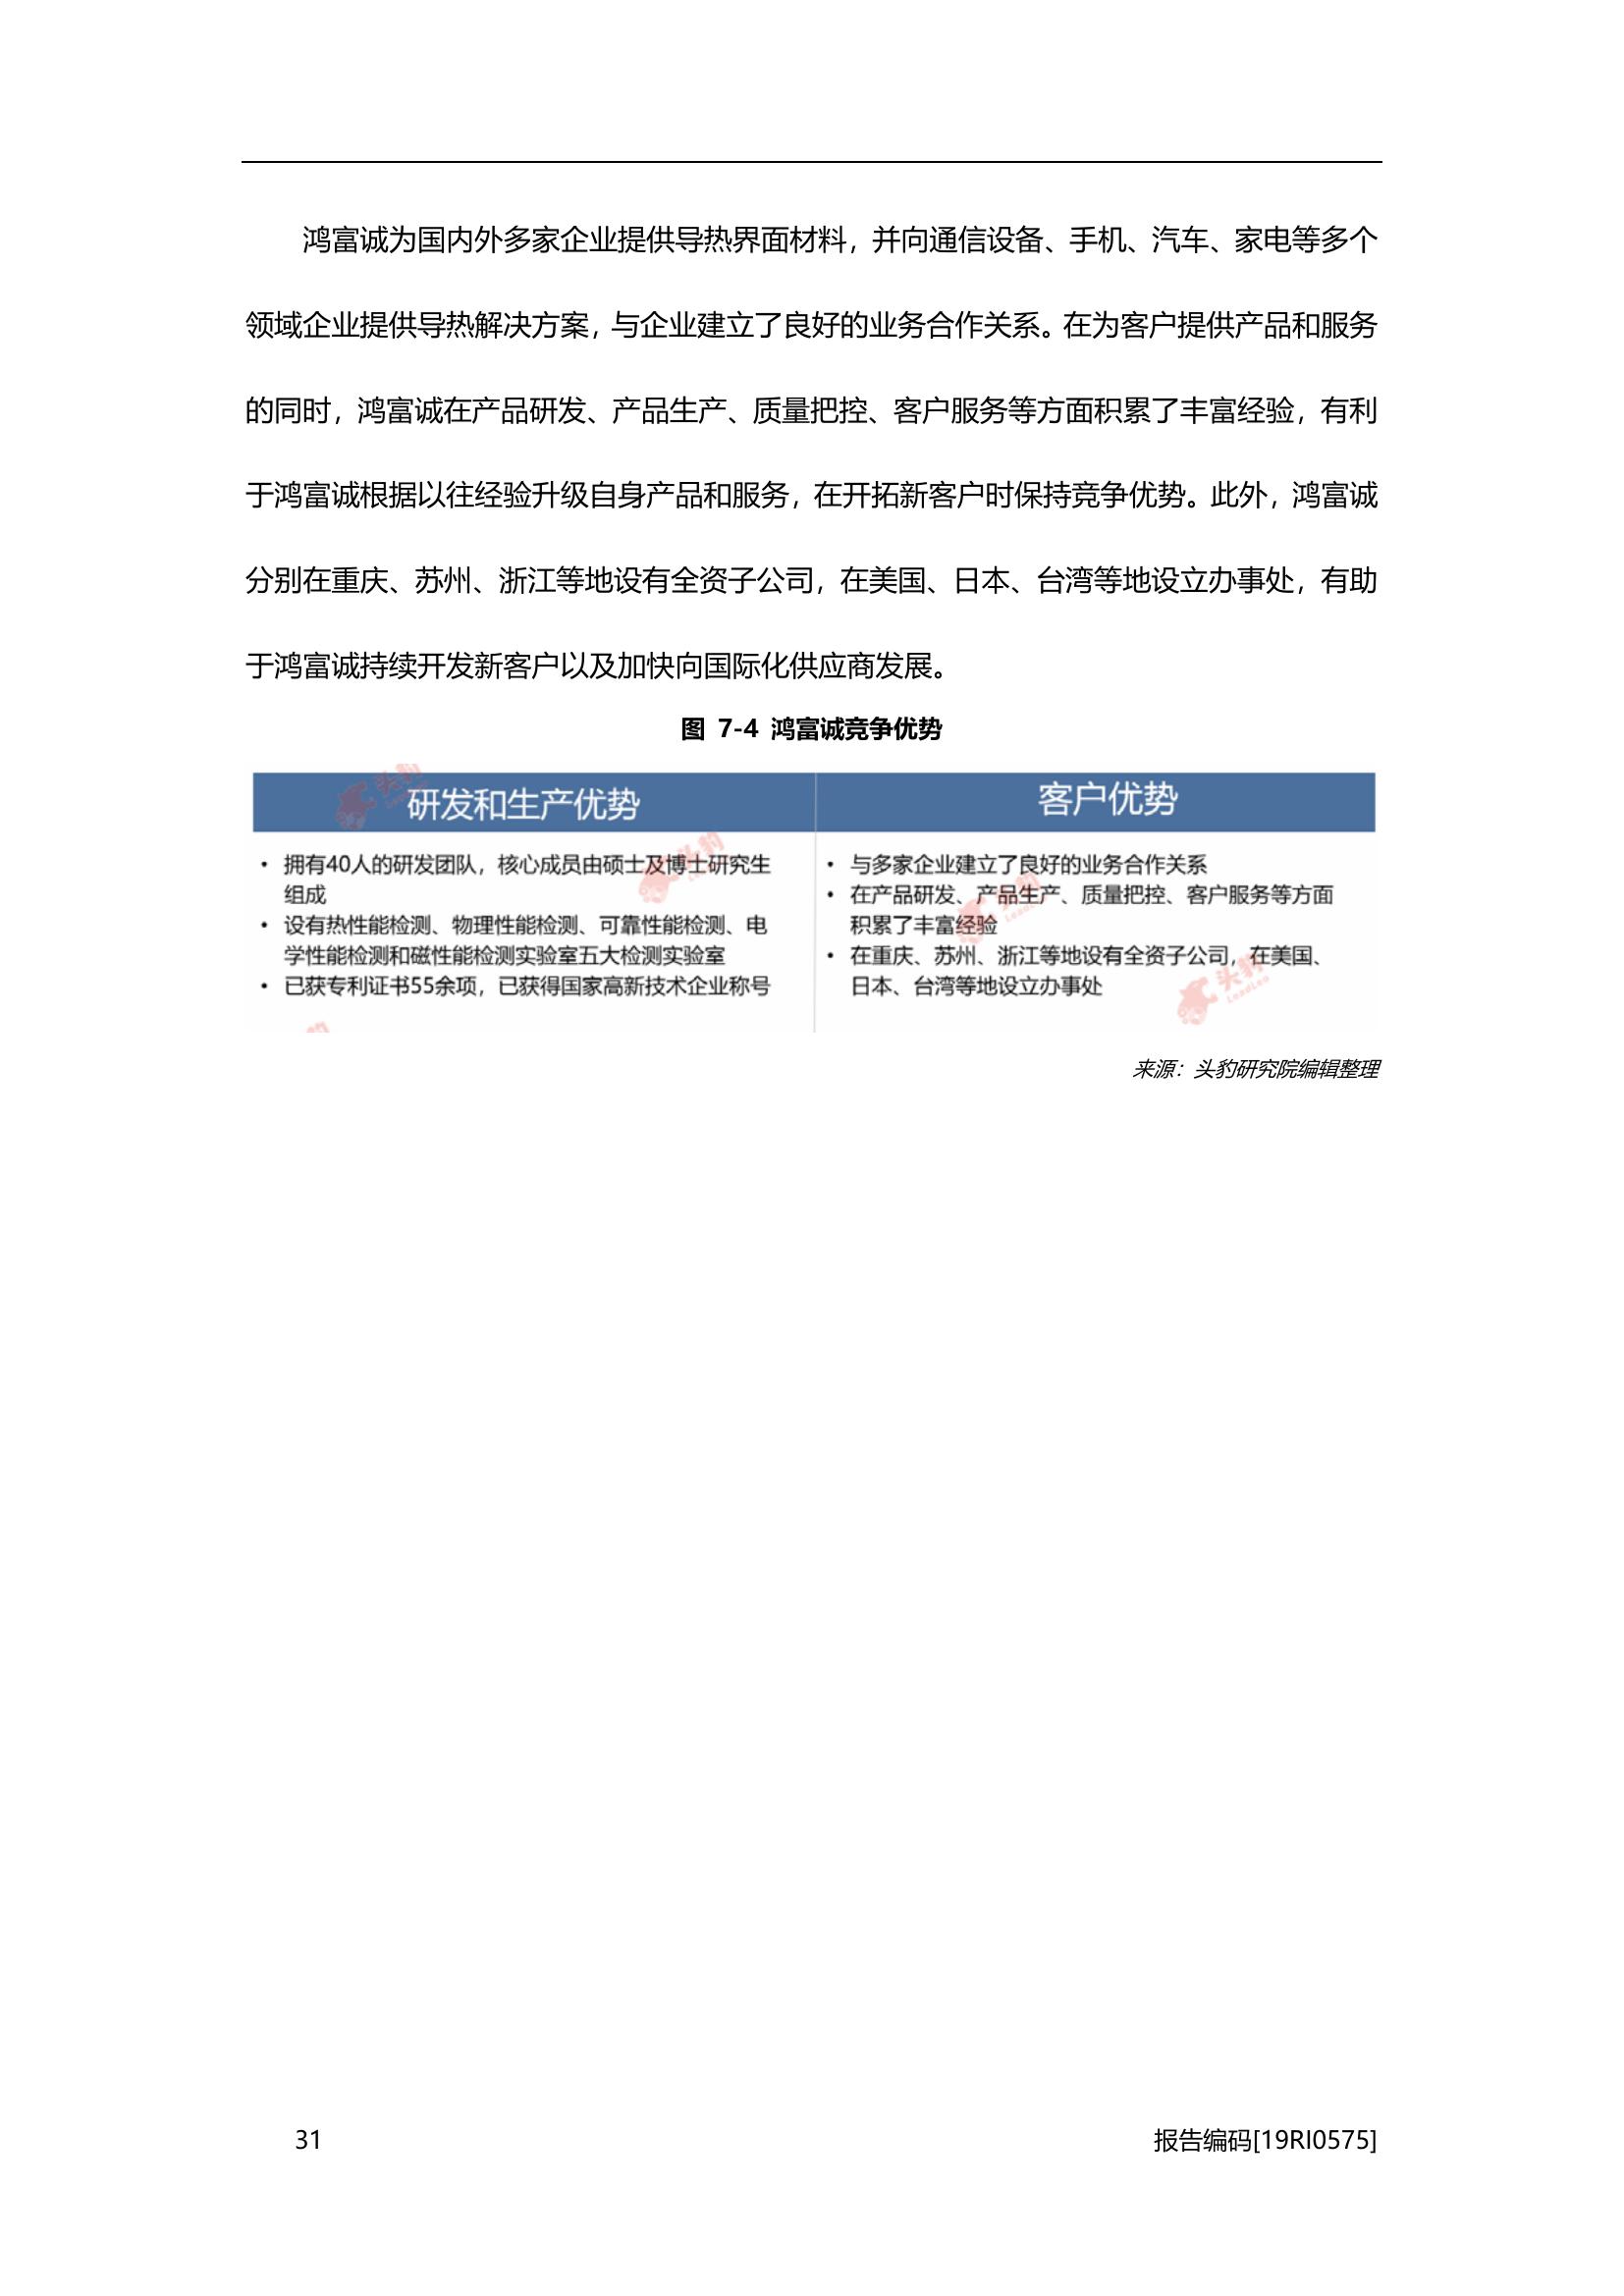 鸿富诚为国内外多家企业提供导热界面材料，并向通信设备、手机、汽车、家电等多个
领域企业提供导热解决方案，与企业建立了良好的业务合作关系。在为客户提供产品和服务
的同时，鸿富诚在产品研发、产品生产、质量把控、客户服务等方面积累了丰富经验，有利
于鸿富诚根据以往经验升级自身产品和服务，在开拓新客户时保持竞争优势。此外，鸿富诚
分别在重庆、苏州、浙江等地设有全资子公司，在美国、日本、台湾等地设立办事处，有助
于鸿富诚持续开发新客户以及加快向国际化供应商发展。
图 7-4 鸿富诚竞争优势
研发和生产优势
• 拥有40人的研发团队，核心成员由硕士及博士研究生
组成
• 设有热性能检测、物理性能检测、可靠性能检测、电
学性能检测和磁性能检测实验室五大检测实验室
• 已获专利证书55余项，已获得国家高新技术企业称号
客户优势
• 与多家企业建立了良好的业务合作关系
• 在产品研发、产品生产、质量把控、客户服务等方面
积累了丰富经验
• 在重庆、苏州、浙江等地设有全资子公司，在美国、
日本、台湾等地设立办事处
头豹
头豹
头豹
头豹 LeadLeo
来源：头豹研究院编辑整理
31
报告编码[19RI0575]